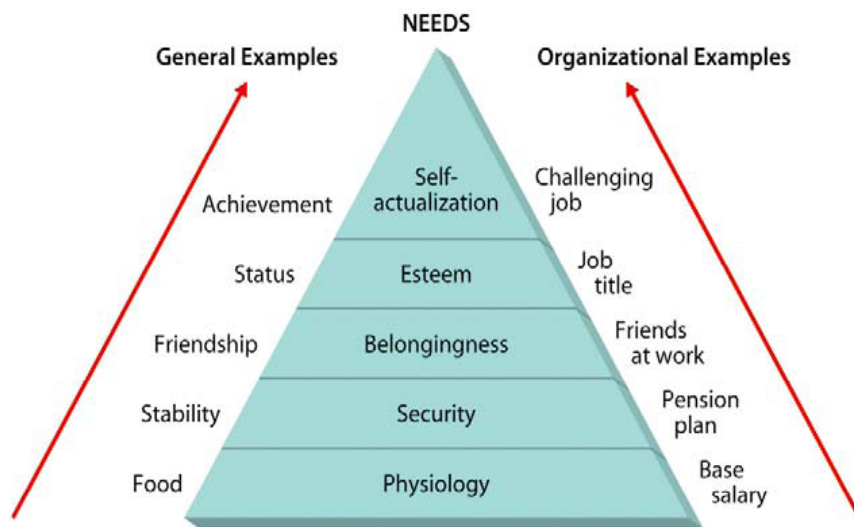 NEEDS
General Examples
Organizational Examples
Achievement
Self-
actualization
Challenging
job
Status
Esteem
Job
title
Friendship
Belongingness
Friends
at work
Stability
Security
Pension
plan
Food
Physiology
Base
salary